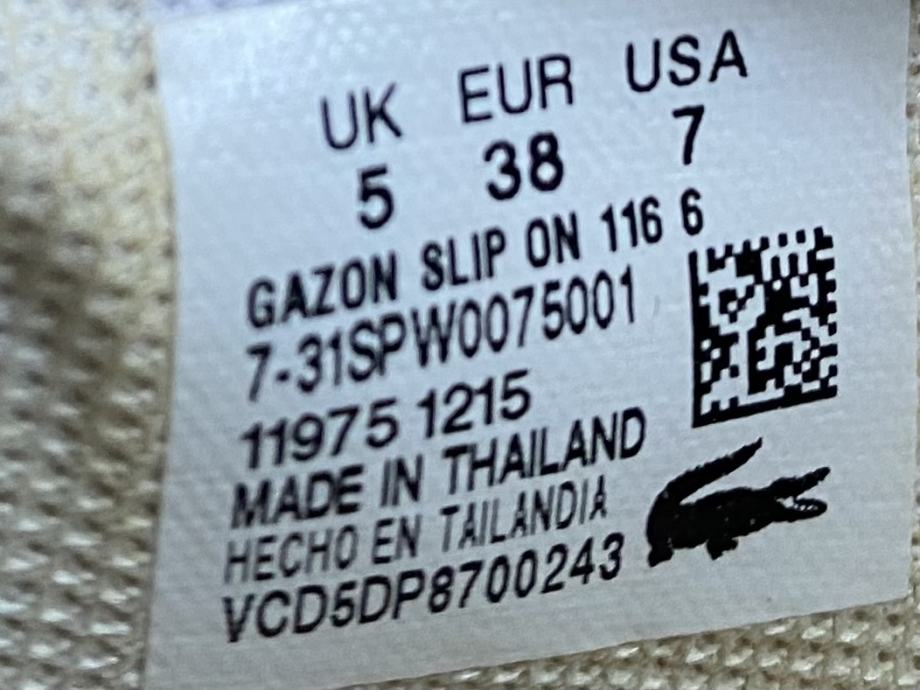 UK EUR USA
5 38 7
GAZON SLIP ON 116 6
7-31SPW0075001
11975 1215
MADE IN THAILAND
HECHO EN TAILANDIA
VCD5DP8700243